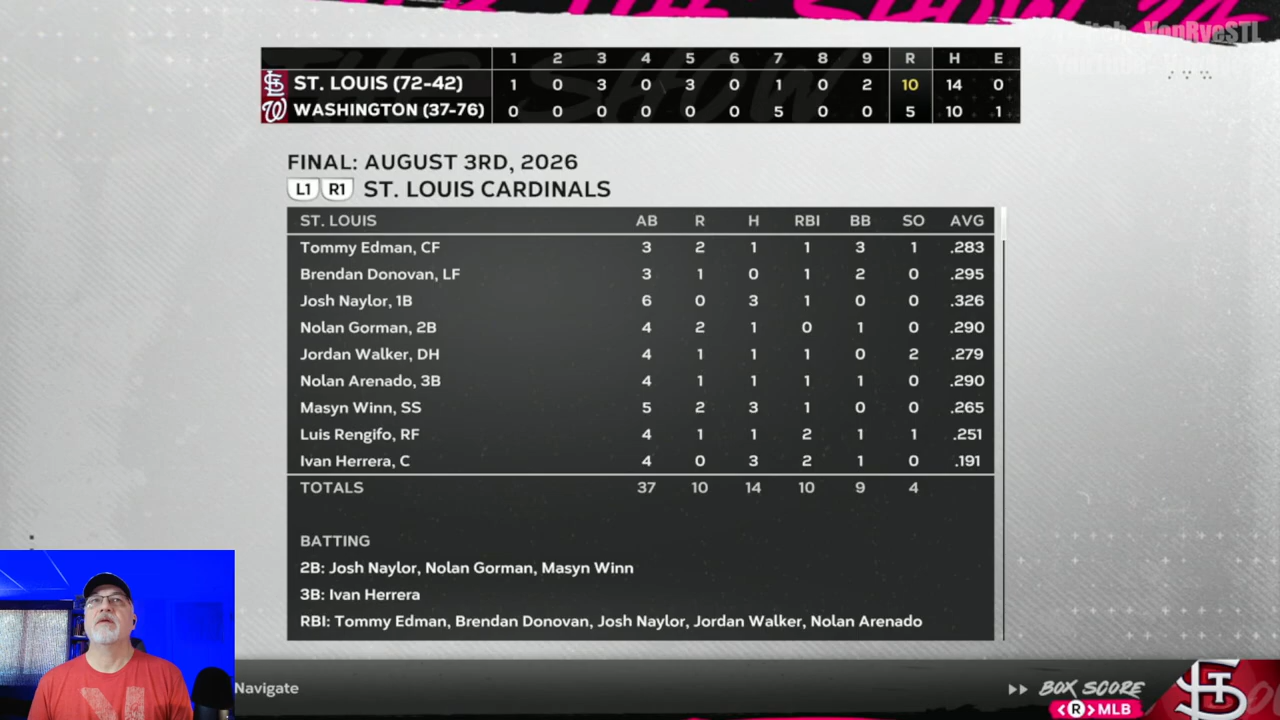 THE SHOW 24
Twitch VonRyeSTL
1 2 3 4 5 6 7 8 9 R H E
ST. LOUIS (72-42) 1 0 3 0 3 0 1 0 2 10 14 0
WASHINGTON (37-76) 0 0 0 0 0 0 5 0 0 5 10 1
FINAL: AUGUST 3RD, 2026
L1 R1 ST. LOUIS CARDINALS
ST. LOUIS AB R H RBI BB SO AVG
Tommy Edman, CF 3 2 1 1 3 1 .283
Brendan Donovan, LF 3 1 0 1 2 0 .295
Josh Naylor, 1B 6 0 3 1 0 0 .326
Nolan Gorman, 2B 4 2 1 0 1 0 .290
Jordan Walker, DH 4 1 1 1 0 2 .279
Nolan Arenado, 3B 4 1 1 1 1 0 .290
Masyn Winn, SS 5 2 3 1 0 0 .265
Luis Rengifo, RF 4 1 1 2 1 1 .251
Ivan Herrera, C 4 0 3 2 1 0 .191
TOTALS 37 10 14 10 9 4
BATTING
2B: Josh Naylor, Nolan Gorman, Masyn Winn
3B: Ivan Herrera
RBI: Tommy Edman, Brendan Donovan, Josh Naylor, Jordan Walker, Nolan Arenado
Navigate
BOX SCORE
R MLB